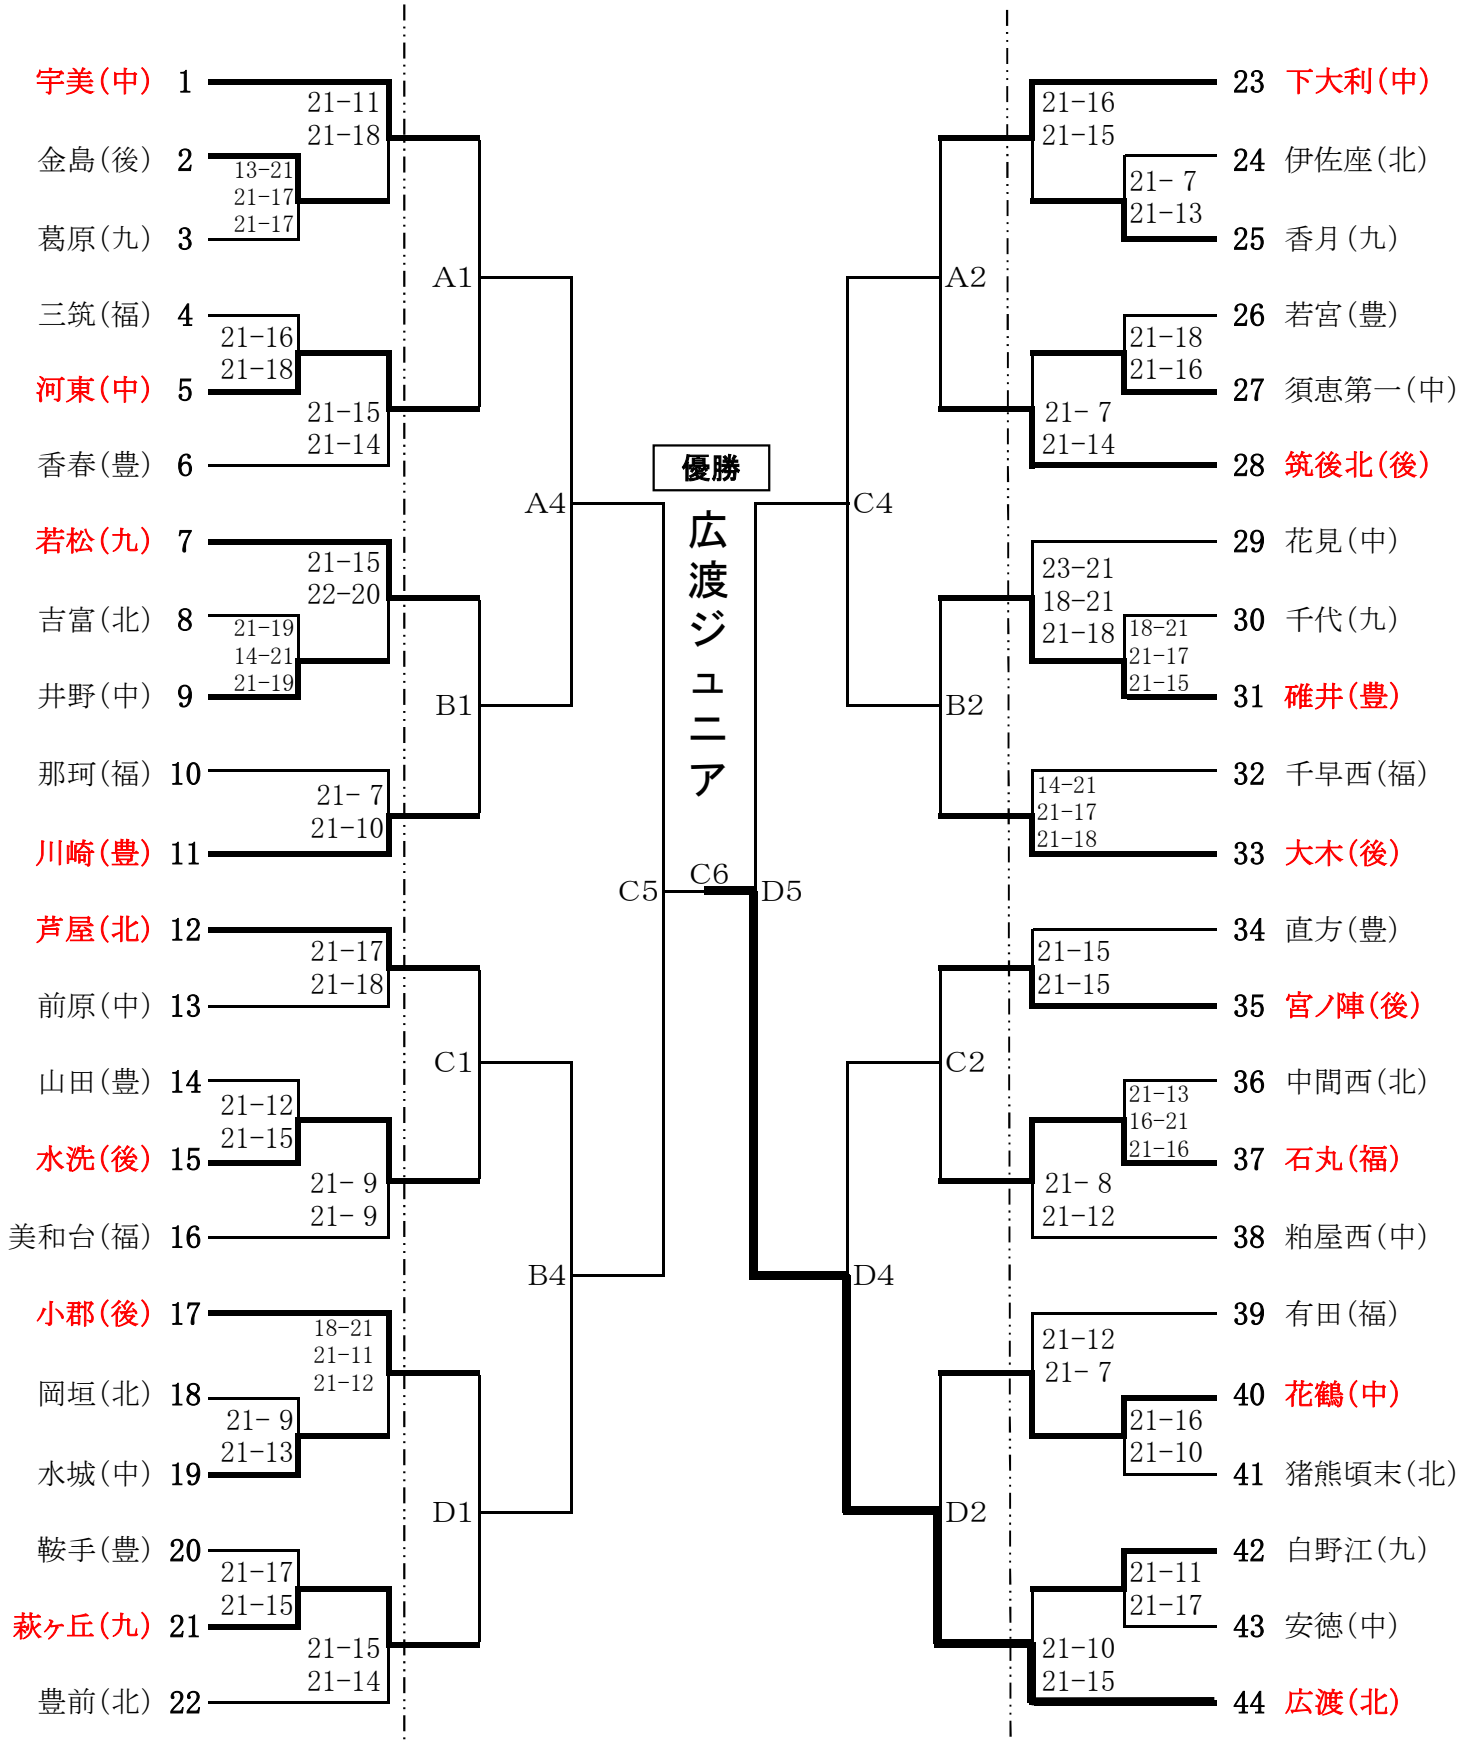 宇美(中) 1
21-11
21-18
金島(後) 2
13-21
21-17
21-17
葛原(九) 3
A1
三筑(福) 4
21-16
21-18
河東(中) 5
21-15
21-14
香春(豊) 6
A4
若松(九) 7
21-15
22-20
吉富(北) 8
21-19
14-21
21-19
井野(中) 9
B1
那珂(福) 10
21- 7
21-10
川崎(豊) 11
C5
芦屋(北) 12
21-17
21-18
前原(中) 13
C1
山田(豊) 14
21-12
21-15
水洗(後) 15
21- 9
21- 9
美和台(福) 16
B4
小郡(後) 17
18-21
21-11
21-12
岡垣(北) 18
21- 9
21-13
水城(中) 19
D1
鞍手(豊) 20
21-17
21-15
萩ヶ丘(九) 21
21-15
21-14
豊前(北) 22
優勝
広渡ジュニア
C6
23 下大利(中)
21-16
21-15
24 伊佐座(北)
21- 7
21-13
25 香月(九)
A2
26 若宮(豊)
21-18
21-16
27 須恵第一(中)
21- 7
21-14
28 筑後北(後)
C4
29 花見(中)
23-21
18-21
21-18
30 千代(九)
18-21
21-17
21-15
31 碓井(豊)
B2
32 千早西(福)
14-21
21-17
21-18
33 大木(後)
D5
34 直方(豊)
21-15
21-15
35 宮ノ陣(後)
C2
36 中間西(北)
21-13
16-21
21-16
37 石丸(福)
21- 8
21-12
38 粕屋西(中)
D4
39 有田(福)
21-12
21- 7
40 花鶴(中)
21-16
21-10
41 猪熊頃末(北)
D2
42 白野江(九)
21-11
21-17
43 安徳(中)
21-10
21-15
44 広渡(北)